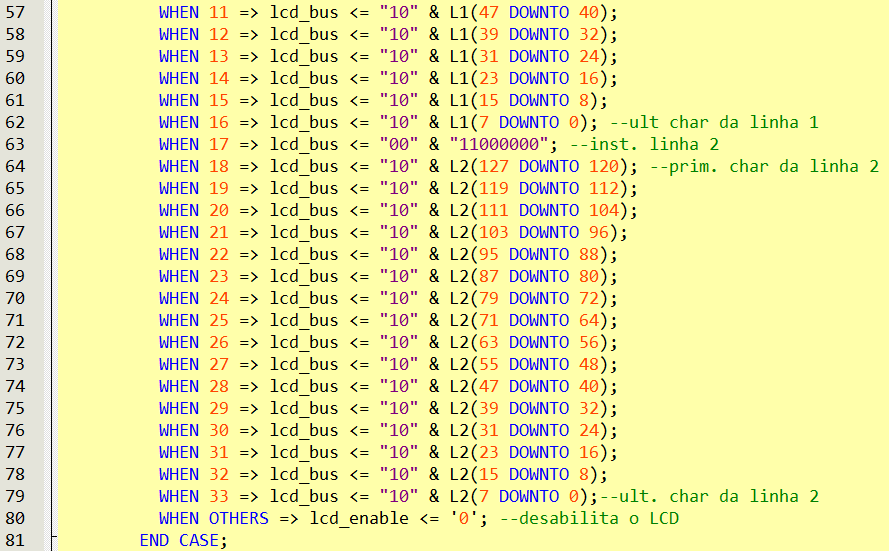 57 WHEN 11 => lcd_bus <= "10" & L1(47 DOWNTO 40);
58 WHEN 12 => lcd_bus <= "10" & L1(39 DOWNTO 32);
59 WHEN 13 => lcd_bus <= "10" & L1(31 DOWNTO 24);
60 WHEN 14 => lcd_bus <= "10" & L1(23 DOWNTO 16);
61 WHEN 15 => lcd_bus <= "10" & L1(15 DOWNTO 8);
62 WHEN 16 => lcd_bus <= "10" & L1(7 DOWNTO 0); --ult char da linha 1
63 WHEN 17 => lcd_bus <= "00" & "11000000"; --inst. linha 2
64 WHEN 18 => lcd_bus <= "10" & L2(127 DOWNTO 120); --prim. char da linha 2
65 WHEN 19 => lcd_bus <= "10" & L2(119 DOWNTO 112);
66 WHEN 20 => lcd_bus <= "10" & L2(111 DOWNTO 104);
67 WHEN 21 => lcd_bus <= "10" & L2(103 DOWNTO 96);
68 WHEN 22 => lcd_bus <= "10" & L2(95 DOWNTO 88);
69 WHEN 23 => lcd_bus <= "10" & L2(87 DOWNTO 80);
70 WHEN 24 => lcd_bus <= "10" & L2(79 DOWNTO 72);
71 WHEN 25 => lcd_bus <= "10" & L2(71 DOWNTO 64);
72 WHEN 26 => lcd_bus <= "10" & L2(63 DOWNTO 56);
73 WHEN 27 => lcd_bus <= "10" & L2(55 DOWNTO 48);
74 WHEN 28 => lcd_bus <= "10" & L2(47 DOWNTO 40);
75 WHEN 29 => lcd_bus <= "10" & L2(39 DOWNTO 32);
76 WHEN 30 => lcd_bus <= "10" & L2(31 DOWNTO 24);
77 WHEN 31 => lcd_bus <= "10" & L2(23 DOWNTO 16);
78 WHEN 32 => lcd_bus <= "10" & L2(15 DOWNTO 8);
79 WHEN 33 => lcd_bus <= "10" & L2(7 DOWNTO 0);--ult. char da linha 2
80 WHEN OTHERS => lcd_enable <= '0'; --desabilita o LCD
81 END CASE;